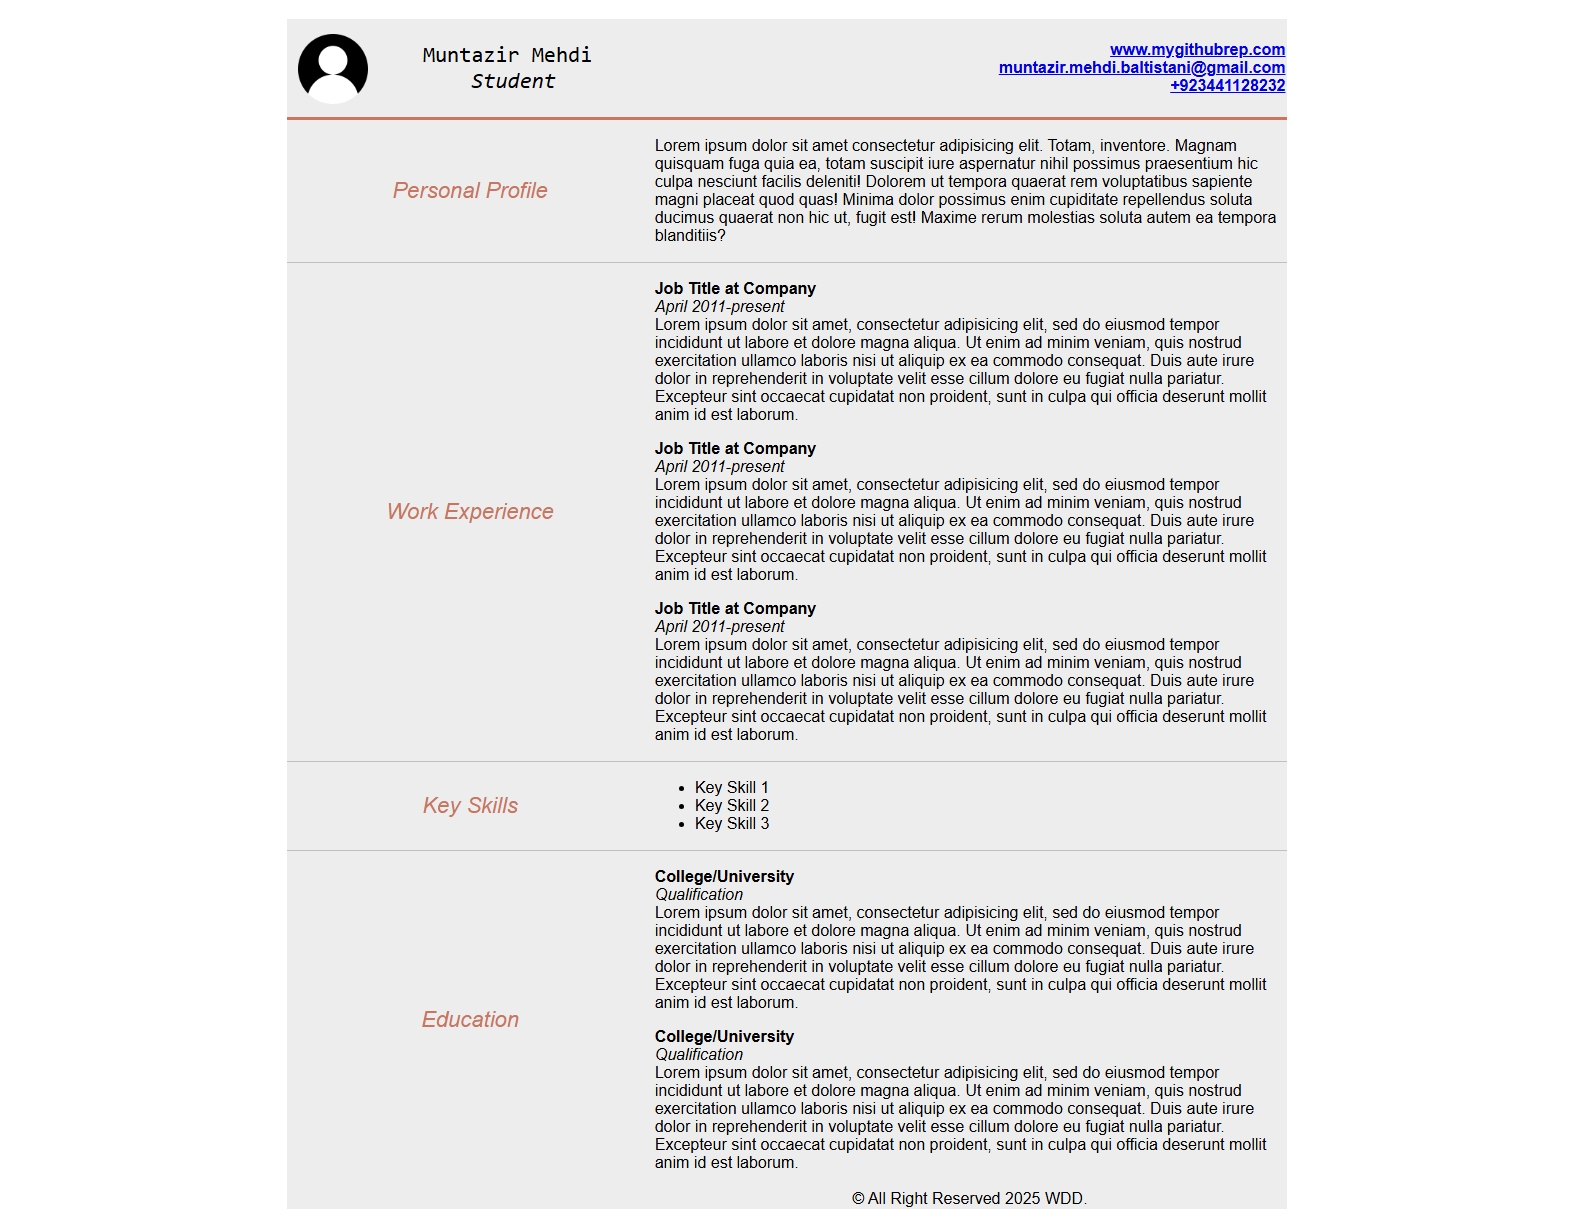 Muntazir Mehdi
Student
www.mygithubrep.com
muntazir.mehdi.baltistani@gmail.com
+923441128232
Personal Profile
Lorem ipsum dolor sit amet consectetur adipisicing elit. Totam, inventore. Magnam
quisquam fuga quia ea, totam suscipit iure aspernatur nihil possimus praesentium hic
culpa nesciunt facilis deleniti! Dolorem ut tempora quaerat rem voluptatibus sapiente
magni placeat quod quas! Minima dolor possimus enim cupiditate repellendus soluta
ducimus quaerat non hic ut, fugit est! Maxime rerum molestias soluta autem ea tempora
blanditiis?
Work Experience
Job Title at Company
April 2011-present
Lorem ipsum dolor sit amet, consectetur adipisicing elit, sed do eiusmod tempor
incididunt ut labore et dolore magna aliqua. Ut enim ad minim veniam, quis nostrud
exercitation ullamco laboris nisi ut aliquip ex ea commodo consequat. Duis aute irure
dolor in reprehenderit in voluptate velit esse cillum dolore eu fugiat nulla pariatur.
Excepteur sint occaecat cupidatat non proident, sunt in culpa qui officia deserunt mollit
anim id est laborum.
Job Title at Company
April 2011-present
Lorem ipsum dolor sit amet, consectetur adipisicing elit, sed do eiusmod tempor
incididunt ut labore et dolore magna aliqua. Ut enim ad minim veniam, quis nostrud
exercitation ullamco laboris nisi ut aliquip ex ea commodo consequat. Duis aute irure
dolor in reprehenderit in voluptate velit esse cillum dolore eu fugiat nulla pariatur.
Excepteur sint occaecat cupidatat non proident, sunt in culpa qui officia deserunt mollit
anim id est laborum.
Job Title at Company
April 2011-present
Lorem ipsum dolor sit amet, consectetur adipisicing elit, sed do eiusmod tempor
incididunt ut labore et dolore magna aliqua. Ut enim ad minim veniam, quis nostrud
exercitation ullamco laboris nisi ut aliquip ex ea commodo consequat. Duis aute irure
dolor in reprehenderit in voluptate velit esse cillum dolore eu fugiat nulla pariatur.
Excepteur sint occaecat cupidatat non proident, sunt in culpa qui officia deserunt mollit
anim id est laborum.
Key Skills
• Key Skill 1
• Key Skill 2
• Key Skill 3
Education
College/University
Qualification
Lorem ipsum dolor sit amet, consectetur adipisicing elit, sed do eiusmod tempor
incididunt ut labore et dolore magna aliqua. Ut enim ad minim veniam, quis nostrud
exercitation ullamco laboris nisi ut aliquip ex ea commodo consequat. Duis aute irure
dolor in reprehenderit in voluptate velit esse cillum dolore eu fugiat nulla pariatur.
Excepteur sint occaecat cupidatat non proident, sunt in culpa qui officia deserunt mollit
anim id est laborum.
College/University
Qualification
Lorem ipsum dolor sit amet, consectetur adipisicing elit, sed do eiusmod tempor
incididunt ut labore et dolore magna aliqua. Ut enim ad minim veniam, quis nostrud
exercitation ullamco laboris nisi ut aliquip ex ea commodo consequat. Duis aute irure
dolor in reprehenderit in voluptate velit esse cillum dolore eu fugiat nulla pariatur.
Excepteur sint occaecat cupidatat non proident, sunt in culpa qui officia deserunt mollit
anim id est laborum.
© All Right Reserved 2025 WDD.